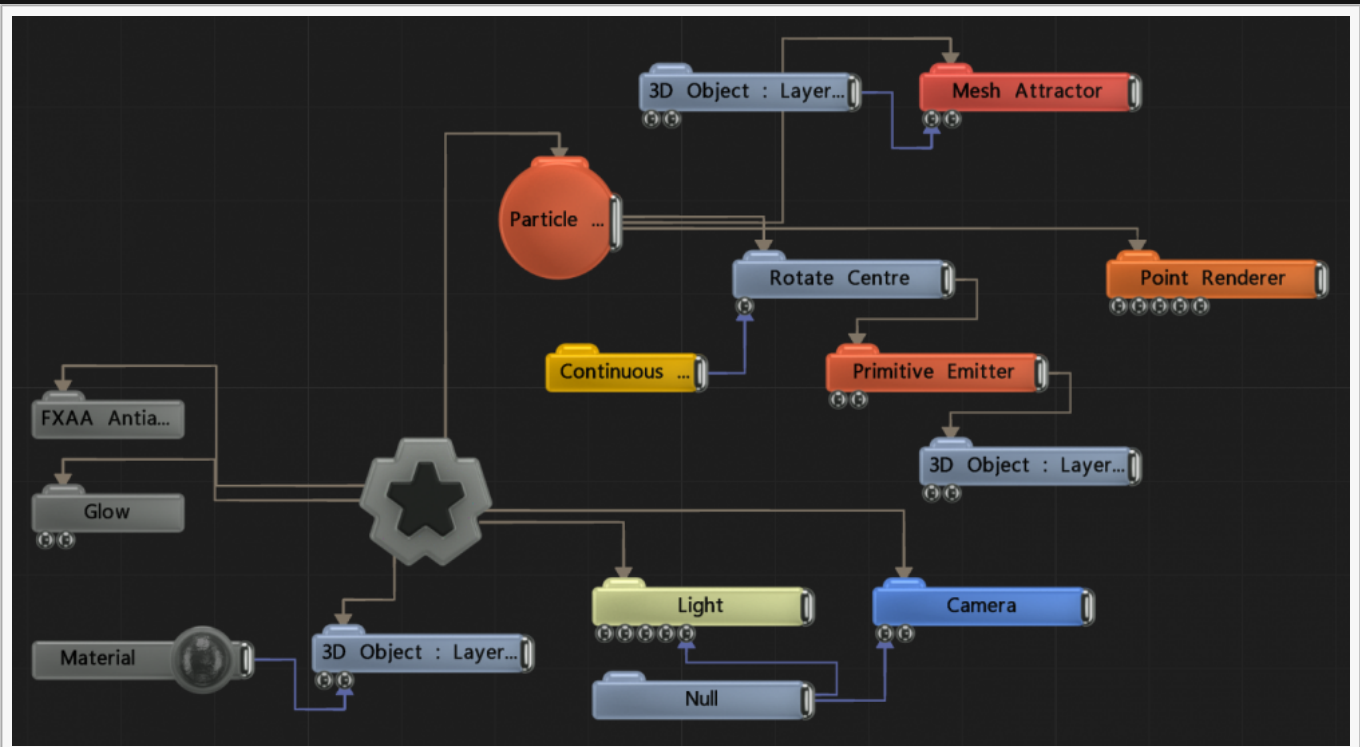 3D Object : Layer...
Mesh Attractor
Particle ...
Rotate Centre
Point Renderer
Continuous ...
Primitive Emitter
FXAA Antia...
3D Object : Layer...
Glow
Light
Camera
Material
3D Object : Layer...
Null